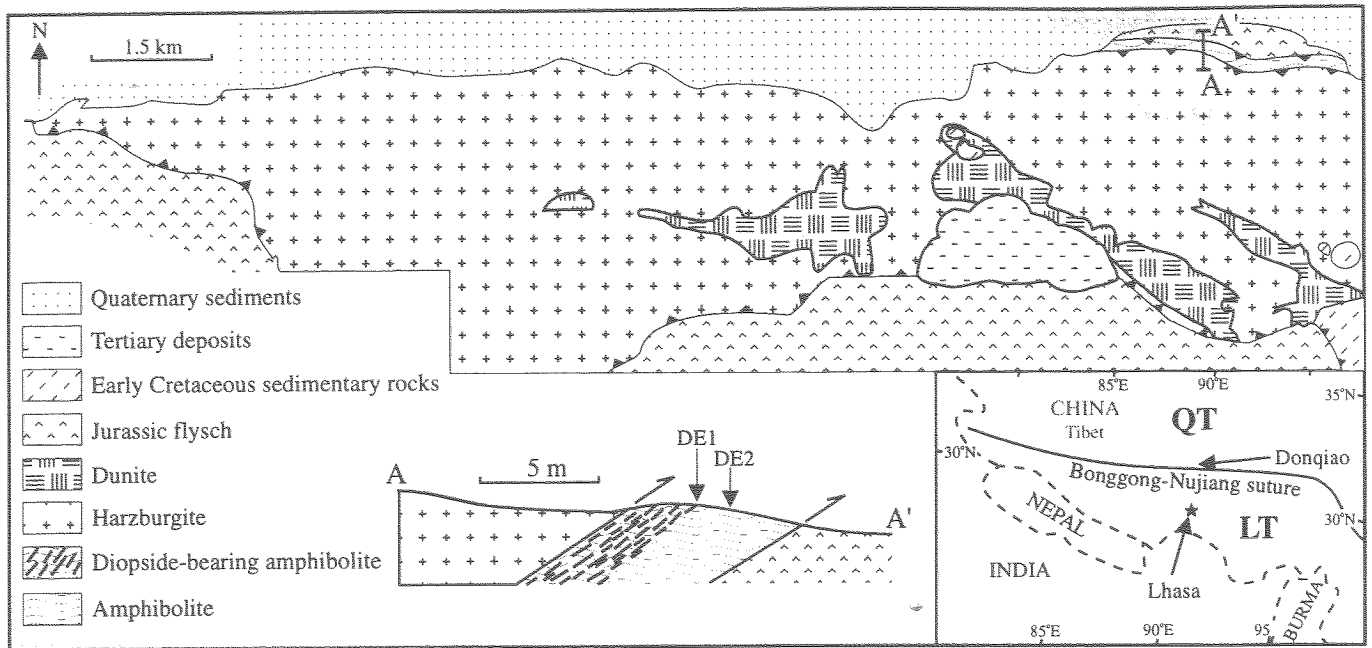 N
1.5 km
A'
A
Quaternary sediments
Tertiary deposits
Early Cretaceous sedimentary rocks
Jurassic flysch
Dunite
Harzburgite
Diopside-bearing amphibolite
Amphibolite
A
5 m
DE1
DE2
A'
85°E
90°E
35°N
CHINA
Tibet
QT
30°N
Donqiao
Bonggong-Nujiang suture
NEPAL
30°N
LT
INDIA
Lhasa
BURMA
85°E
90°E
95